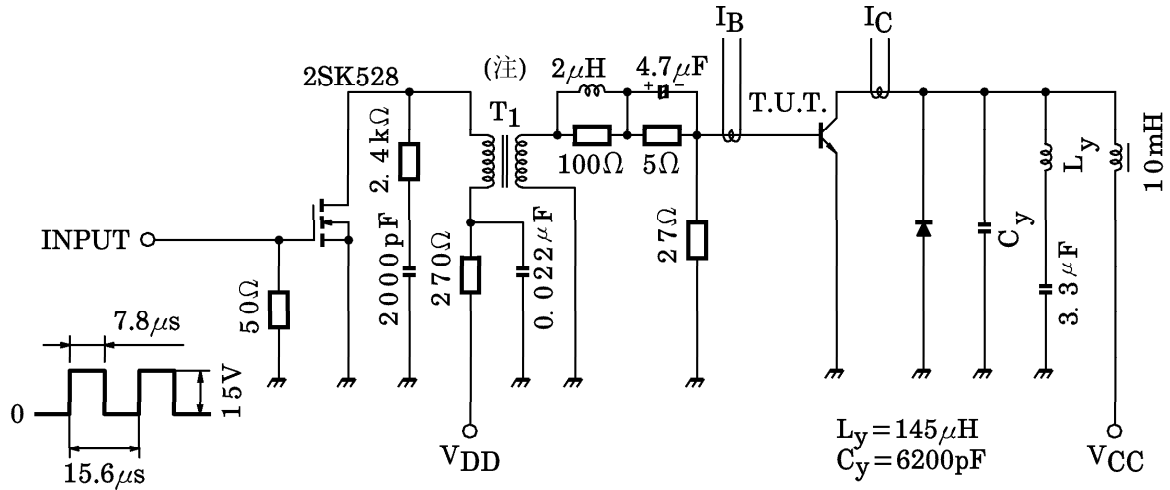 I_B
I_C
2SK528
(注)
2μH
4.7μF
+
−
T.U.T.
T1
2.4kΩ
100Ω
5Ω
L_y
10mH
INPUT
2000pF
270Ω
0.022μF
27Ω
C_y
3.3μF
50Ω
7.8μs
15V
0
15.6μs
V_DD
L_y=145μH
C_y=6200pF
V_CC